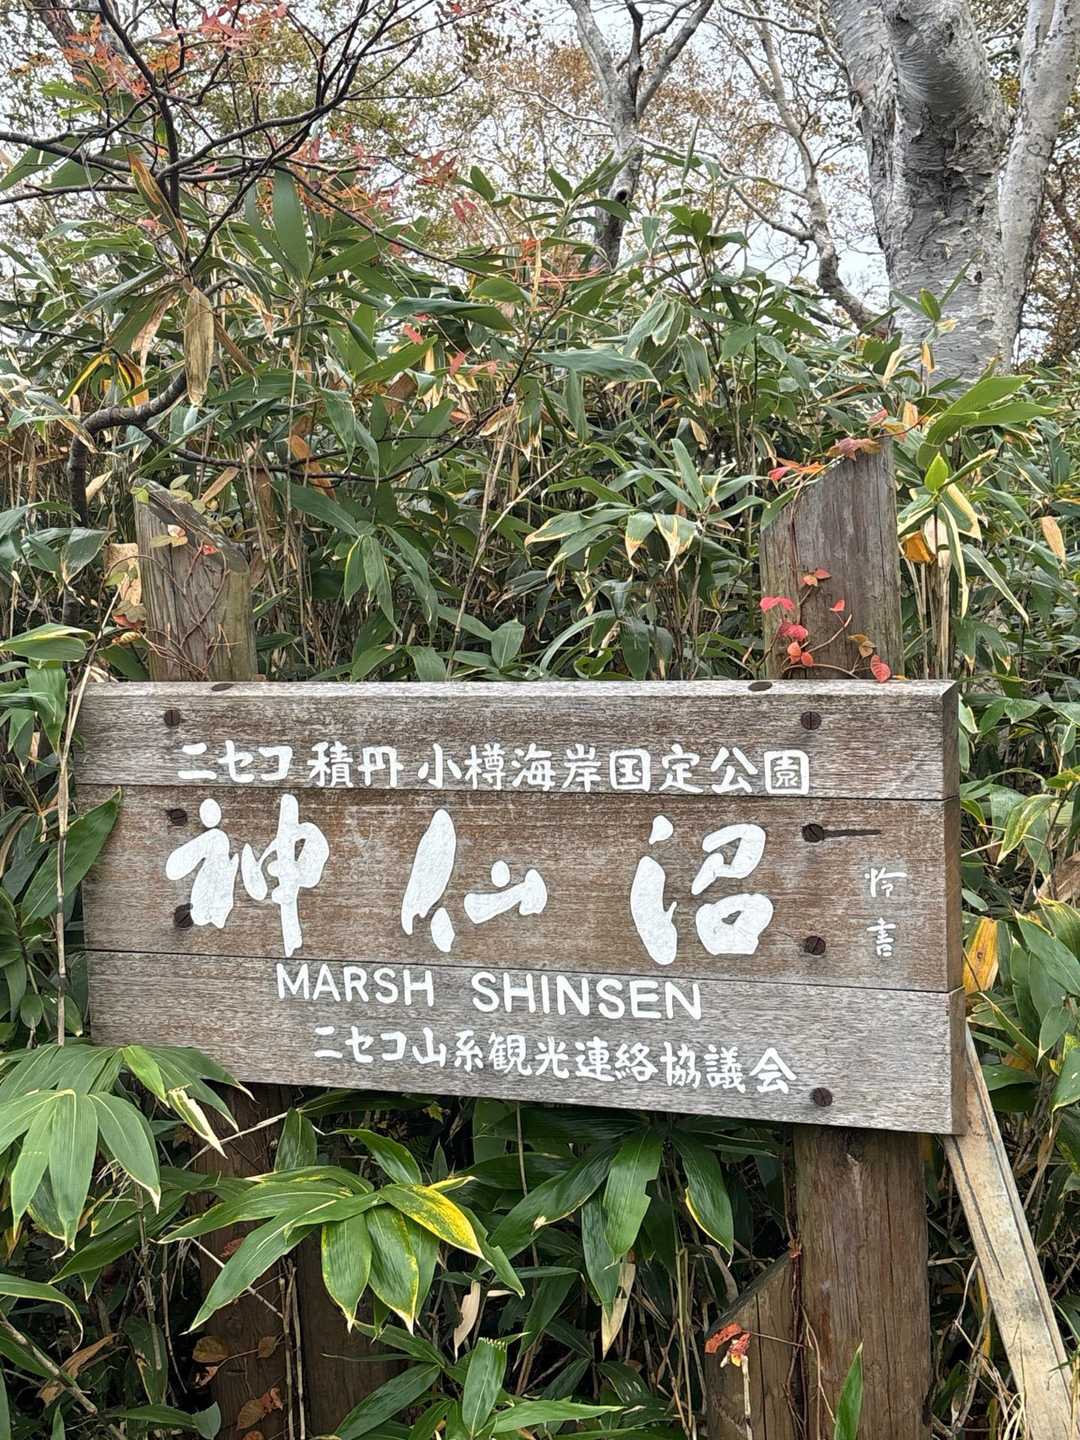 ニセコ積丹小樽海岸国定公園
神仙沼
MARSH SHINSEN
ニセコ山系観光連絡協議会